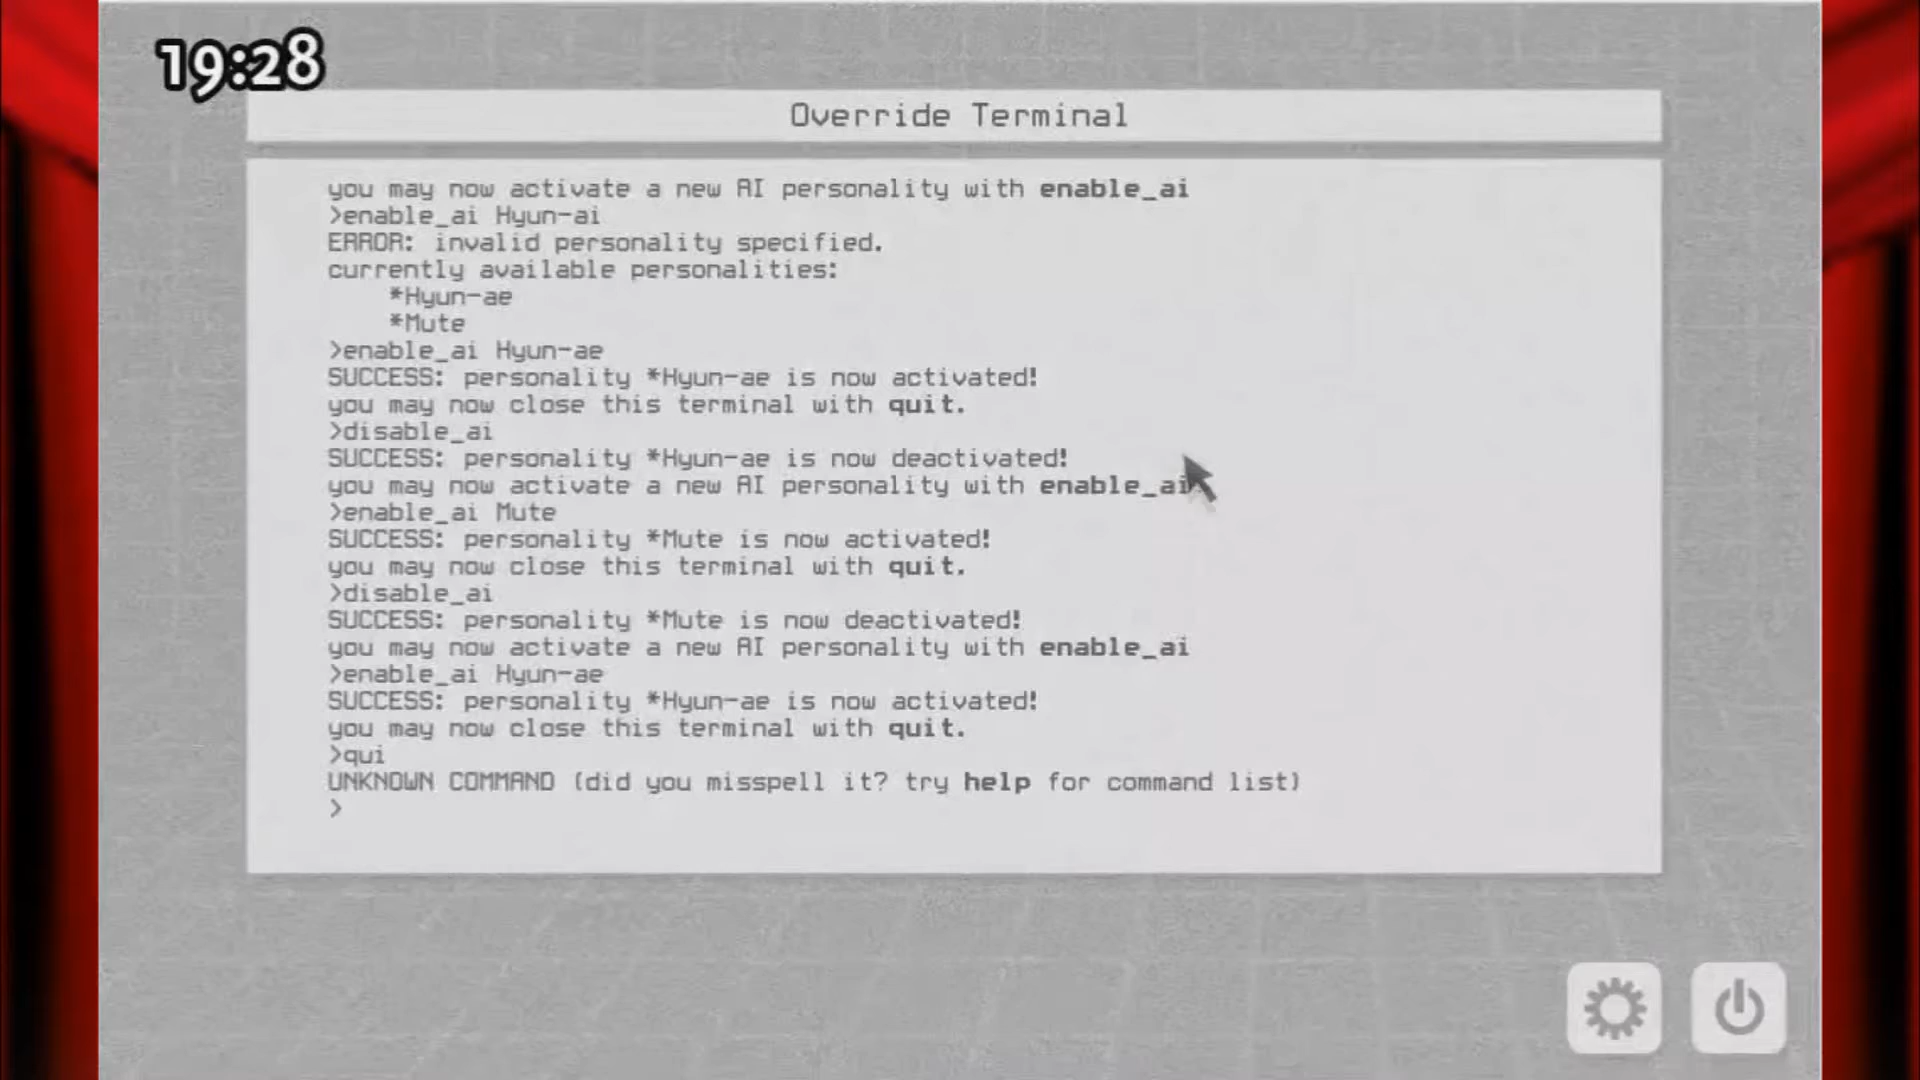 19:28
Override Terminal
you may now activate a new AI personality with enable_ai
>enable_ai Hyun-ai
ERROR: invalid personality specified.
currently available personalities:
*Hyun-ae
*Mute
>enable_ai Hyun-ae
SUCCESS: personality *Hyun-ae is now activated!
you may now close this terminal with quit.
>disable_ai
SUCCESS: personality *Hyun-ae is now deactivated!
you may now activate a new AI personality with enable_ai
>enable_ai Mute
SUCCESS: personality *Mute is now activated!
you may now close this terminal with quit.
>disable_ai
SUCCESS: personality *Mute is now deactivated!
you may now activate a new AI personality with enable_ai
>enable_ai Hyun-ae
SUCCESS: personality *Hyun-ae is now activated!
you may now close this terminal with quit.
>qui
UNKNOWN COMMAND (did you misspell it? try help for command list)
>